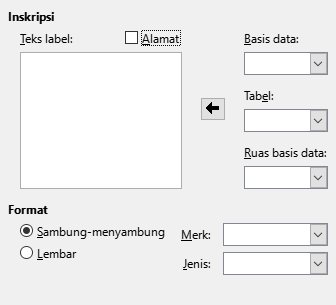 Inskripsi
Teks label:
Alamat
Basis data:
Tabel:
Ruas basis data:
Format
Sambung-menyambung
Merk:
Lembar
Jenis: